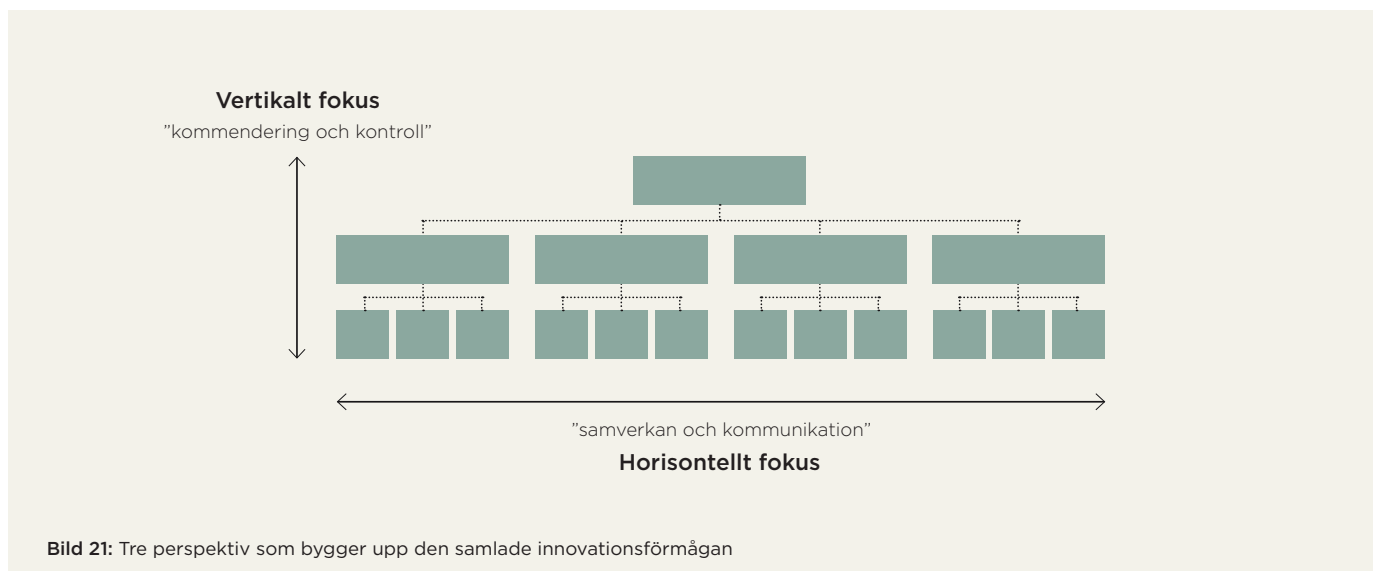 Vertikalt fokus
”kommendering och kontroll”
”samverkan och kommunikation”
Horisontellt fokus
Bild 21: Tre perspektiv som bygger upp den samlade innovationsförmågan